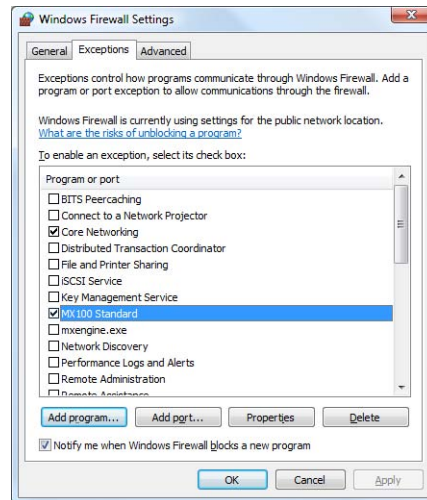 Windows Firewall Settings
General Exceptions Advanced
Exceptions control how programs communicate through Windows Firewall. Add a
program or port exception to allow communications through the firewall.
Windows Firewall is currently using settings for the public network location.
What are the risks of unblocking a program?
To enable an exception, select its check box:
Program or port
BITS Peercaching
Connect to a Network Projector
Core Networking
Distributed Transaction Coordinator
File and Printer Sharing
iSCSI Service
Key Management Service
MX100 Standard
mxengine.exe
Network Discovery
Performance Logs and Alerts
Remote Administration
Remote Assistance
Add program... Add port... Properties Delete
Notify me when Windows Firewall blocks a new program
OK Cancel Apply